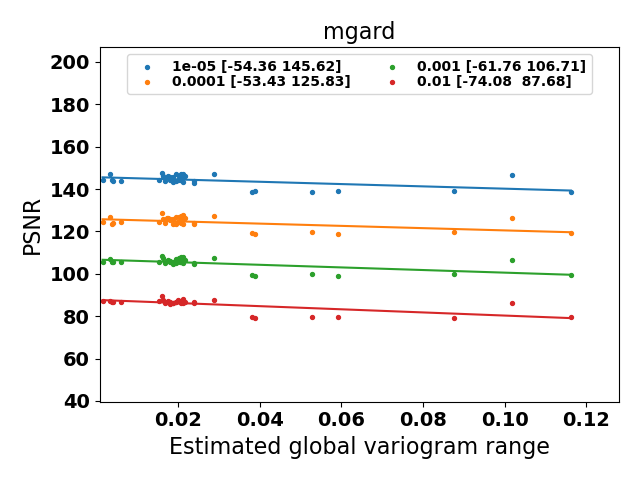 mgard
1e-05 [-54.36 145.62]
0.0001 [-53.43 125.83]
0.001 [-61.76 106.71]
0.01 [-74.08  87.68]
PSNR
200
180
160
140
120
100
80
60
40
0.02 0.04 0.06 0.08 0.10 0.12
Estimated global variogram range